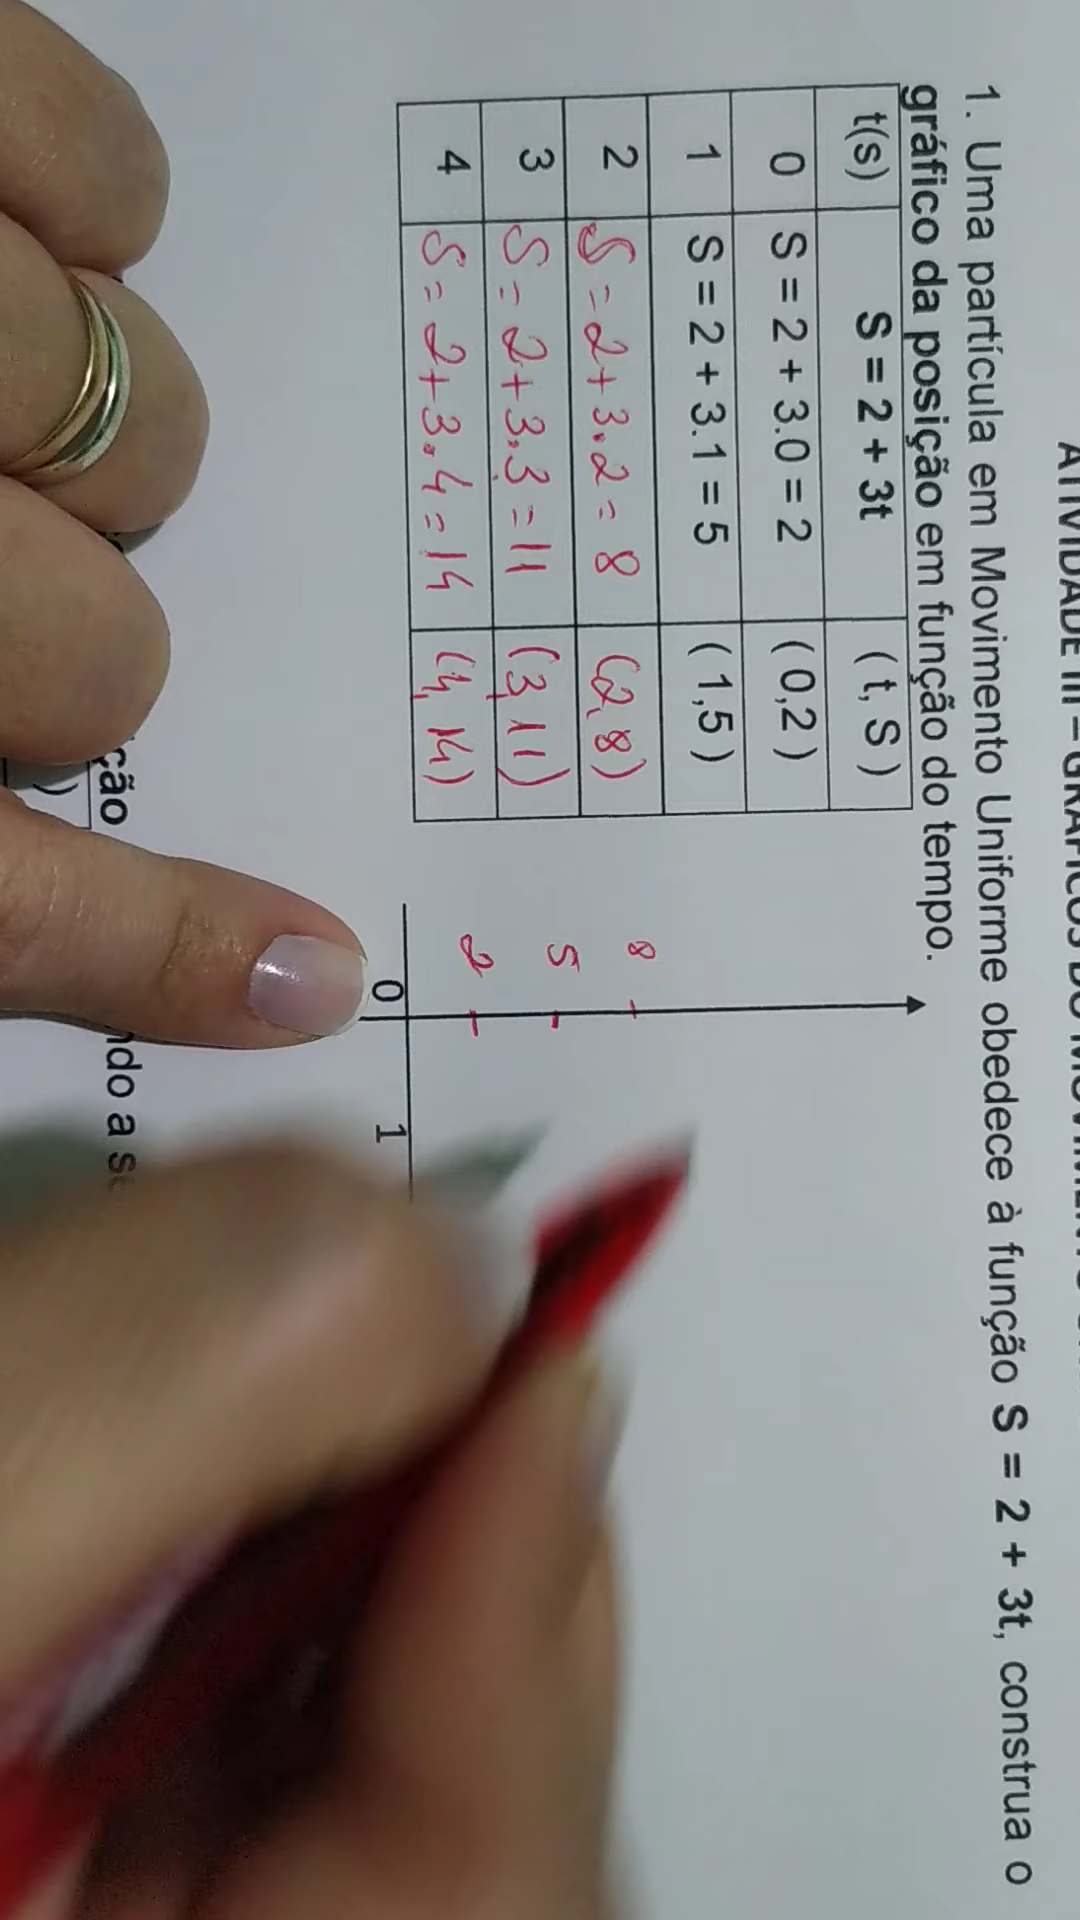 ATIVIDADE III – GRÁFICOS DO
1. Uma partícula em Movimento Uniforme obedece à função S = 2 + 3t, construa o
gráfico da posição em função do tempo.
t(s) S = 2 + 3t ( t, S )
0 S = 2 + 3.0 = 2 ( 0,2 )
1 S = 2 + 3.1 = 5 ( 1,5 )
2 S = 2+3.2 = 8 (2,8)
3 S = 2+3.3 = 11 (3,11)
4 S = 2+3.4 = 14 (4,14)
8
5
2
0 1